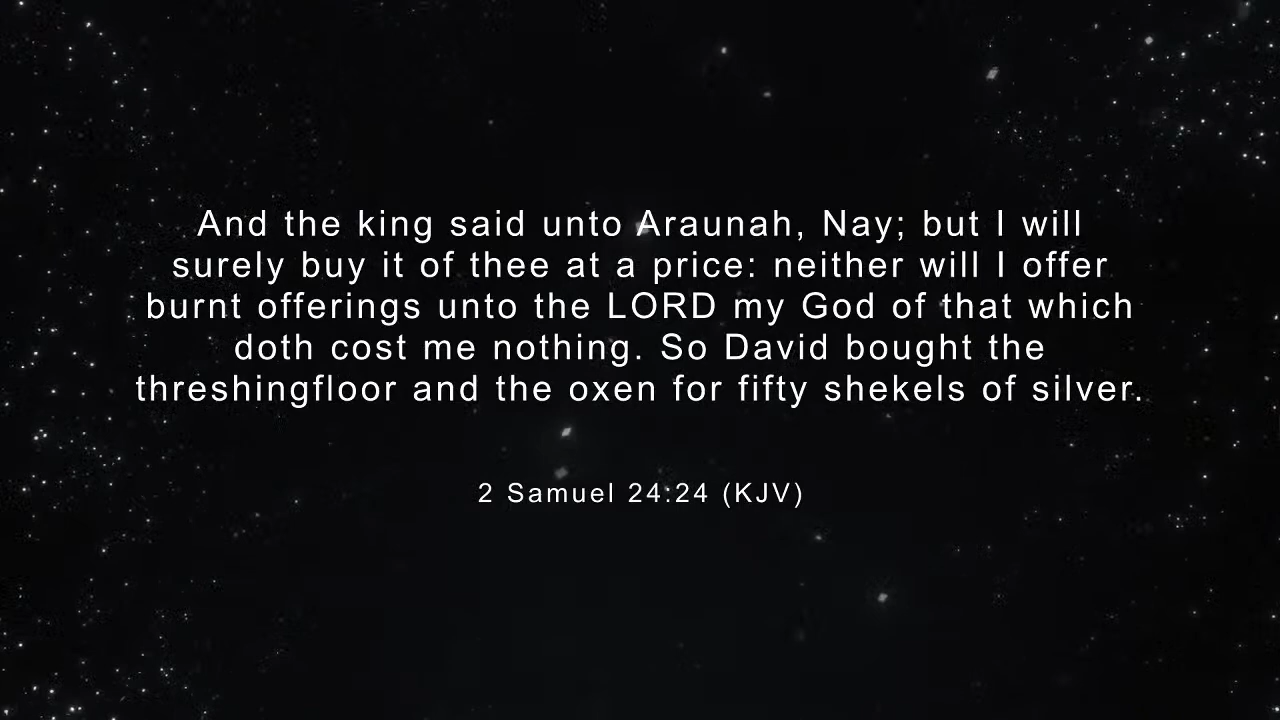 And the king said unto Araunah, Nay; but I will
surely buy it of thee at a price: neither will I offer
burnt offerings unto the LORD my God of that which
doth cost me nothing. So David bought the
threshingfloor and the oxen for fifty shekels of silver.
2 Samuel 24:24 (KJV)